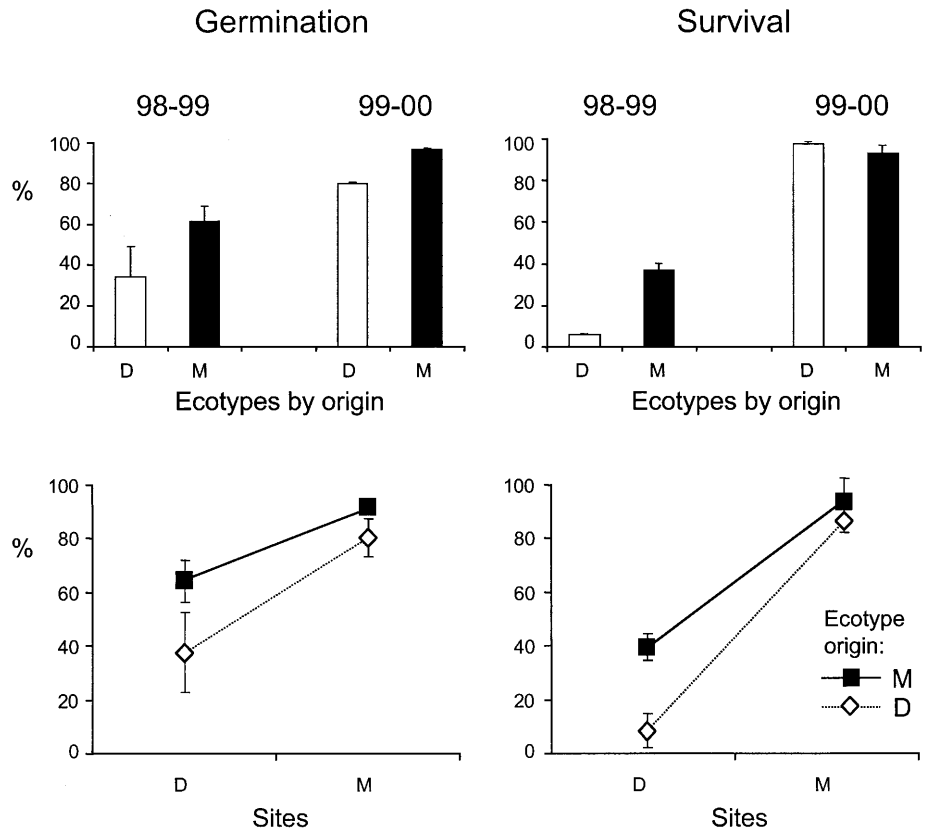 Germination Survival
98-99 99-00 98-99 99-00
100 100
80 80
%
60 60
40 40
20 20
0 0
D M D M D M D M
Ecotypes by origin Ecotypes by origin
100 100
80 80
%
60 60
Ecotype
origin:
40 40
M
20 20
D
0 0
D M D M
Sites Sites